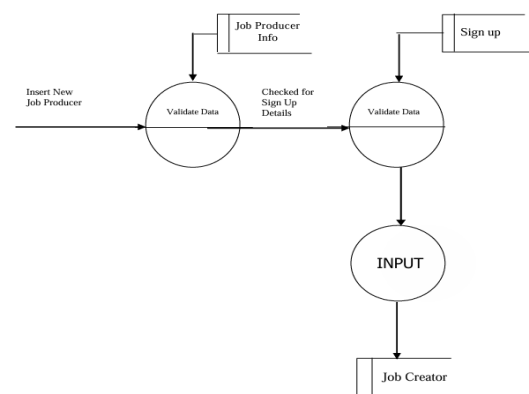 Job Producer
Info
Sign up
Insert New
Job Producer
Validate Data
Checked for
Sign Up
Details
Validate Data
INPUT
Job Creator